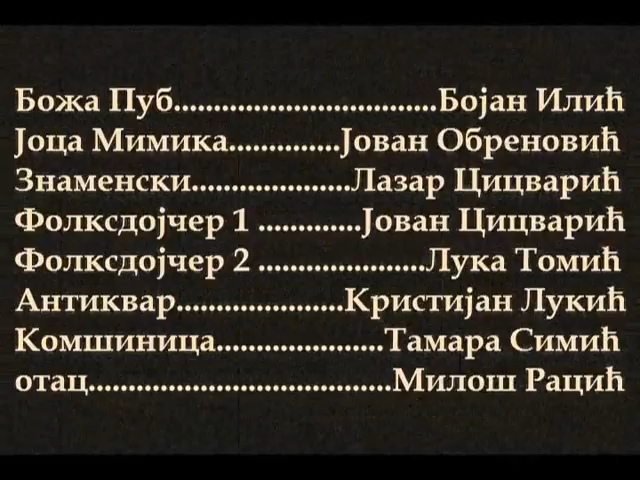 Божа Пуб.................................Бојан Илић
Јоца Мимика..............Јован Обреновић
Знаменски....................Лазар Цицварић
Фолксдојчер 1 .............Јован Цицварић
Фолксдојчер 2 .....................Лука Томић
Антиквар.....................Кристијан Лукић
Комшиница.....................Тамара Симић
отац......................................Милош Рацић